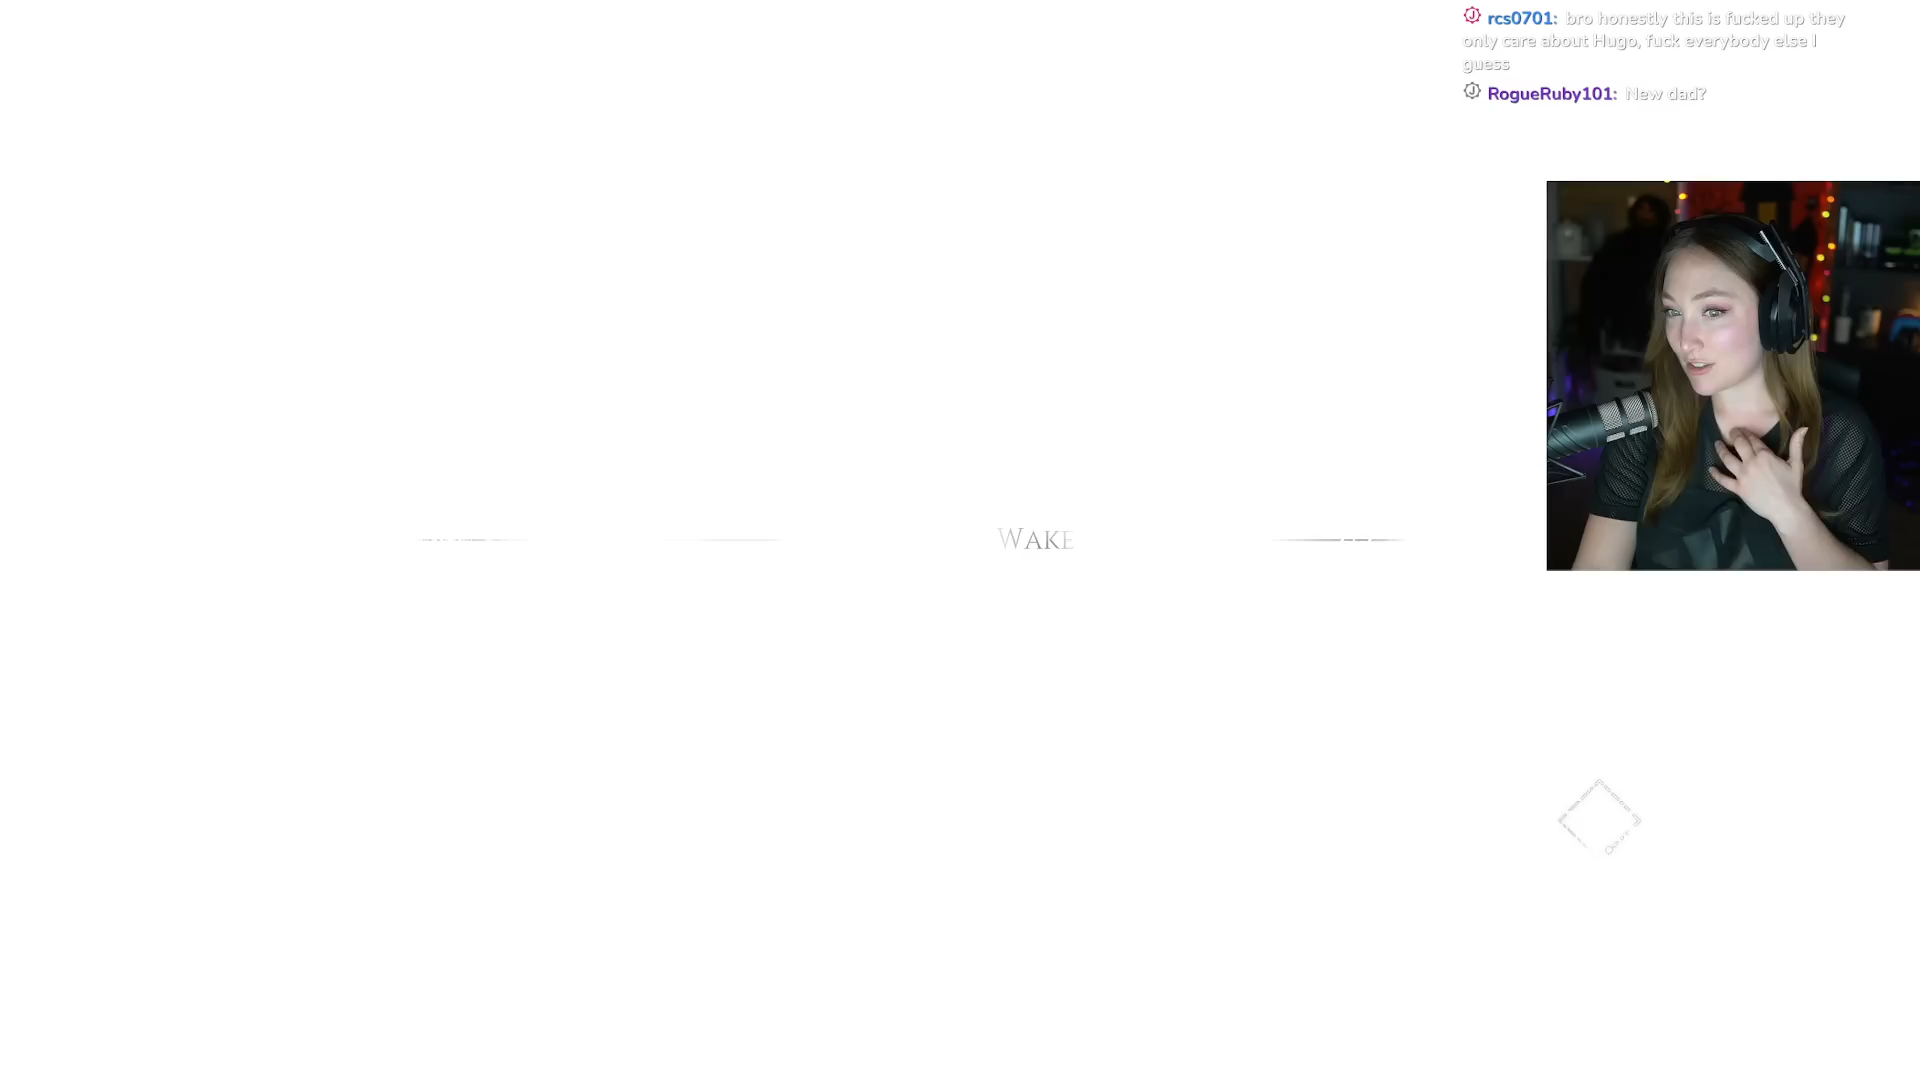 rcs0701: bro honestly this is fucked up they
only care about Hugo, fuck everybody else I
guess
RogueRuby101: New dad?
WAKE